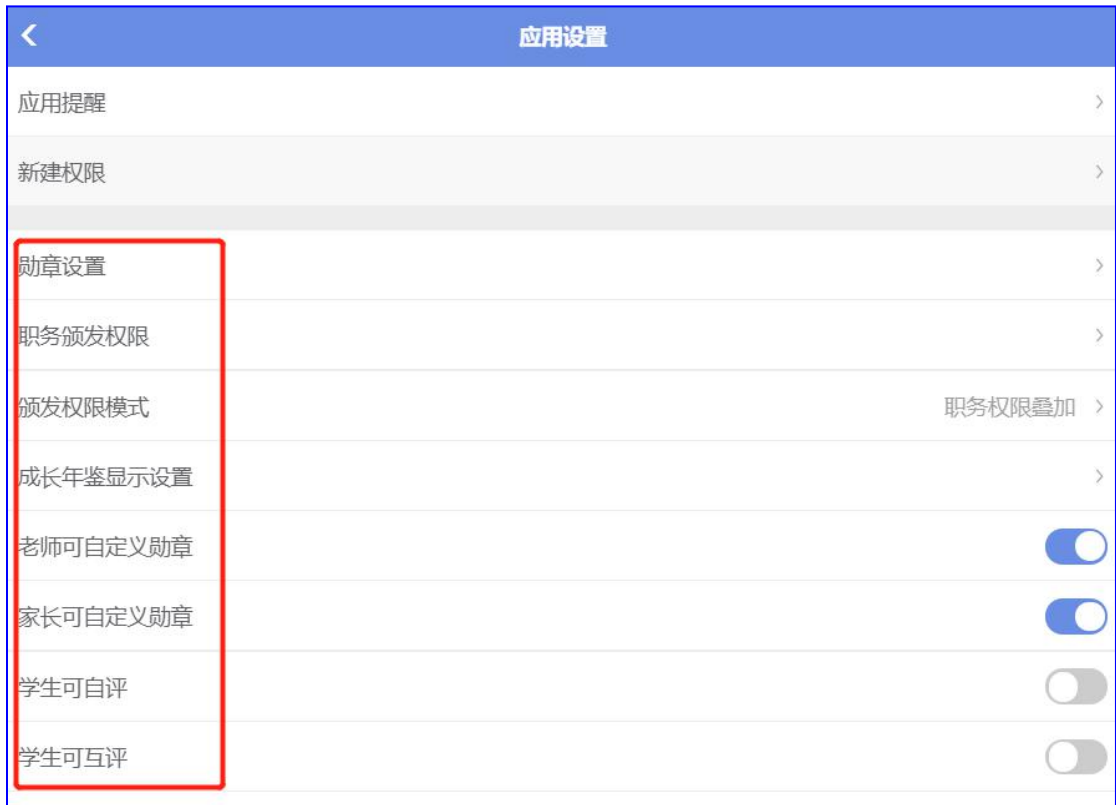 应用设置
应用提醒
新建权限
勋章设置
职务颁发权限
颁发权限模式 职务权限叠加
成长年鉴显示设置
老师可自定义勋章
家长可自定义勋章
学生可自评
学生可互评